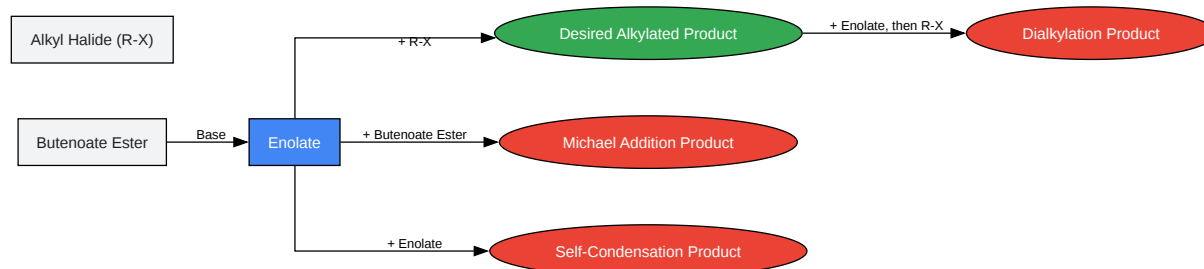 Alkyl Halide (R-X)
+ R-X
Desired Alkylated Product
+ Enolate, then R-X
Dialkylation Product
Butenoate Ester
Base
Enolate
+ Butenoate Ester
Michael Addition Product
+ Enolate
Self-Condensation Product